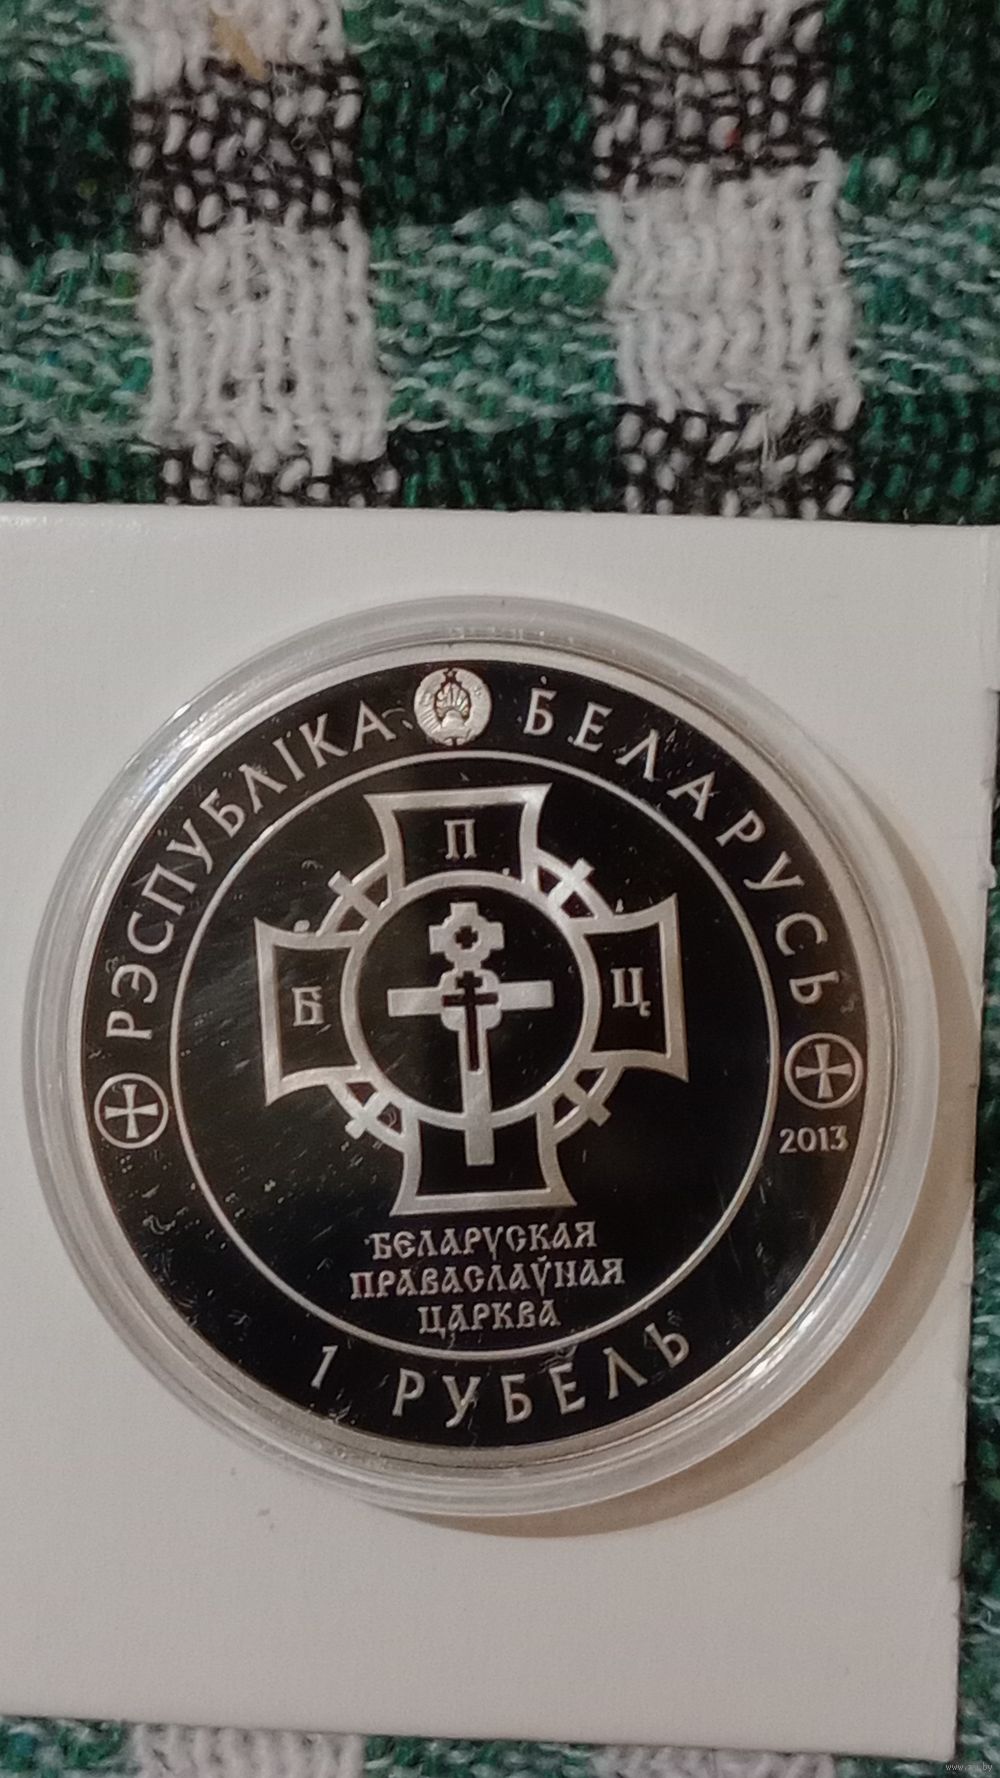 РЭСПУБЛІКА БЕЛАРУСЬ
П
Б Ц
2013
БЕЛАРУСКАЯ
ПРАВАСЛАЎНАЯ
ЦАРКВА
1 РУБЕЛЬ